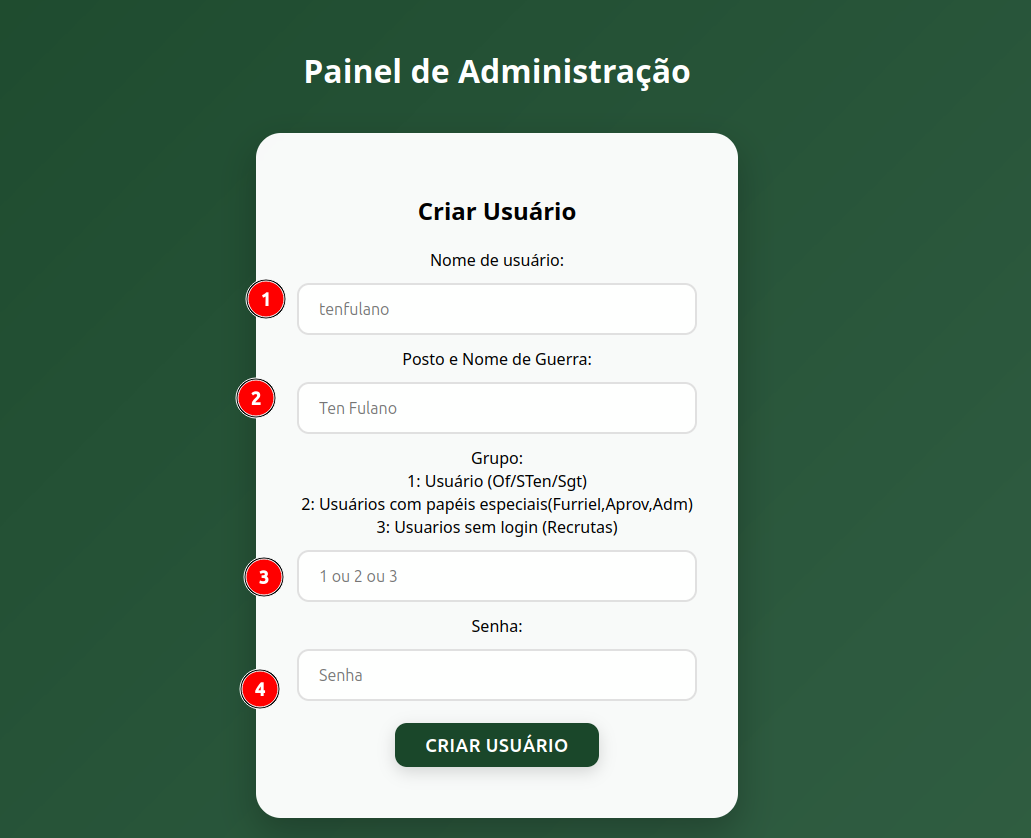 Painel de Administração
Criar Usuário
Nome de usuário:
1
tenfulano
Posto e Nome de Guerra:
2
Ten Fulano
Grupo:
1: Usuário (Of/STen/Sgt)
2: Usuários com papéis especiais(Furriel,Aprov,Adm)
3: Usuarios sem login (Recrutas)
3
1 ou 2 ou 3
Senha:
4
Senha
CRIAR USUÁRIO